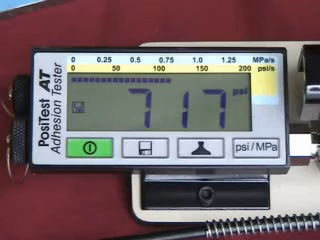 PosiTest AT
Adhesion Tester
0 0.25 0.5 0.75 1.0 1.25 MPa/s
0 50 100 150 200 psi/s
717 psi
psi / MPa